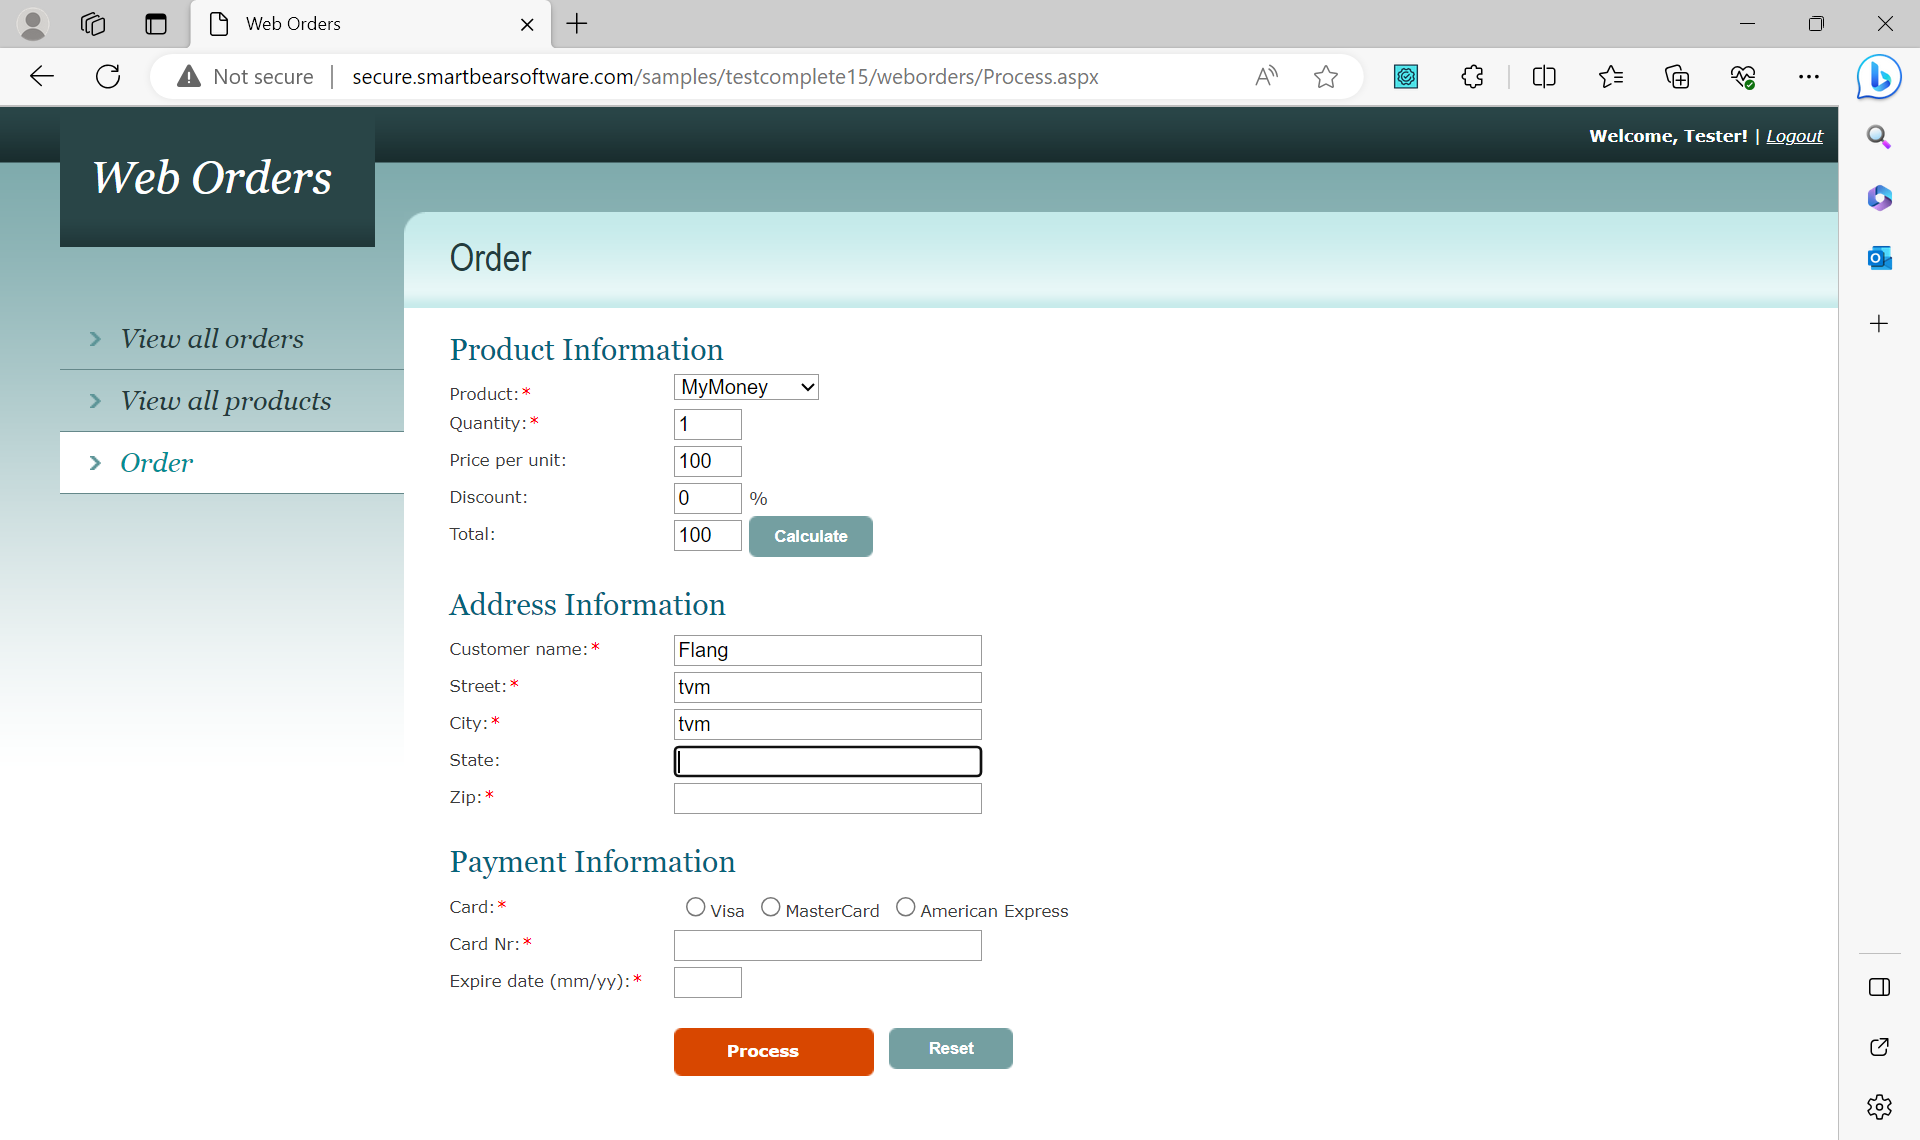 Web Orders
Not secure
secure.smartbearsoftware.com/samples/testcomplete15/weborders/Process.aspx
Welcome, Tester! | Logout
Web Orders
Order
View all orders
View all products
Order
Product Information
Product:* MyMoney
Quantity:* 1
Price per unit: 100
Discount: 0 %
Total: 100 Calculate
Address Information
Customer name:* Flang
Street:* tvm
City:* tvm
State:
Zip:*
Payment Information
Card:* Visa MasterCard American Express
Card Nr:*
Expire date (mm/yy):*
Process Reset